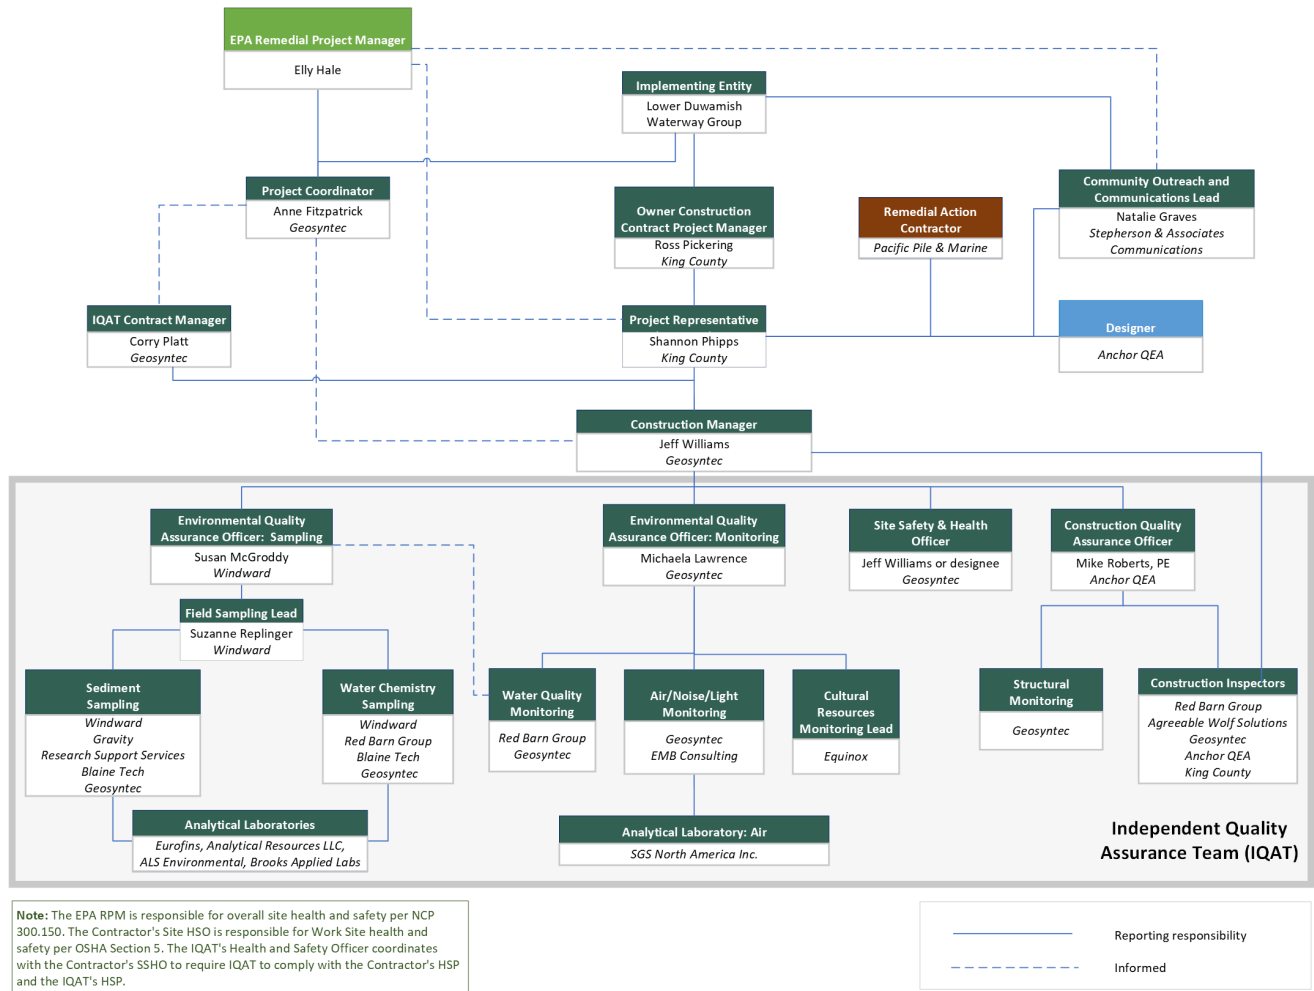 EPA Remedial Project Manager
Elly Hale
Implementing Entity
Lower Duwamish
Waterway Group
Project Coordinator
Anne Fitzpatrick
Geosyntec
Owner Construction
Contract Project Manager
Ross Pickering
King County
Remedial Action
Contractor
Pacific Pile & Marine
Community Outreach and
Communications Lead
Natalie Graves
Stepherson & Associates
Communications
IQAT Contract Manager
Corry Platt
Geosyntec
Project Representative
Shannon Phipps
King County
Designer
Anchor QEA
Construction Manager
Jeff Williams
Geosyntec
Environmental Quality
Assurance Officer:  Sampling
Susan McGroddy
Windward
Environmental Quality
Assurance Officer: Monitoring
Michaela Lawrence
Geosyntec
Site Safety & Health
Officer
Jeff Williams or designee
Geosyntec
Construction Quality
Assurance Officer
Mike Roberts, PE
Anchor QEA
Field Sampling Lead
Suzanne Replinger
Windward
Sediment
Sampling
Windward
Gravity
Research Support Services
Blaine Tech
Geosyntec
Water Chemistry
Sampling
Windward
Red Barn Group
Blaine Tech
Geosyntec
Water Quality
Monitoring
Red Barn Group
Geosyntec
Air/Noise/Light
Monitoring
Geosyntec
EMB Consulting
Cultural
Resources
Monitoring Lead
Equinox
Structural
Monitoring
Geosyntec
Construction Inspectors
Red Barn Group
Agreeable Wolf Solutions
Geosyntec
Anchor QEA
King County
Analytical Laboratories
Eurofins, Analytical Resources LLC,
ALS Environmental, Brooks Applied Labs
Analytical Laboratory: Air
SGS North America Inc.
Independent Quality
Assurance Team (IQAT)
Note: The EPA RPM is responsible for overall site health and safety per NCP
300.150. The Contractor's Site HSO is responsible for Work Site health and
safety per OSHA Section 5. The IQAT's Health and Safety Officer coordinates
with the Contractor's SSHO to require IQAT to comply with the Contractor's HSP
and the IQAT's HSP.
Reporting responsibility
Informed